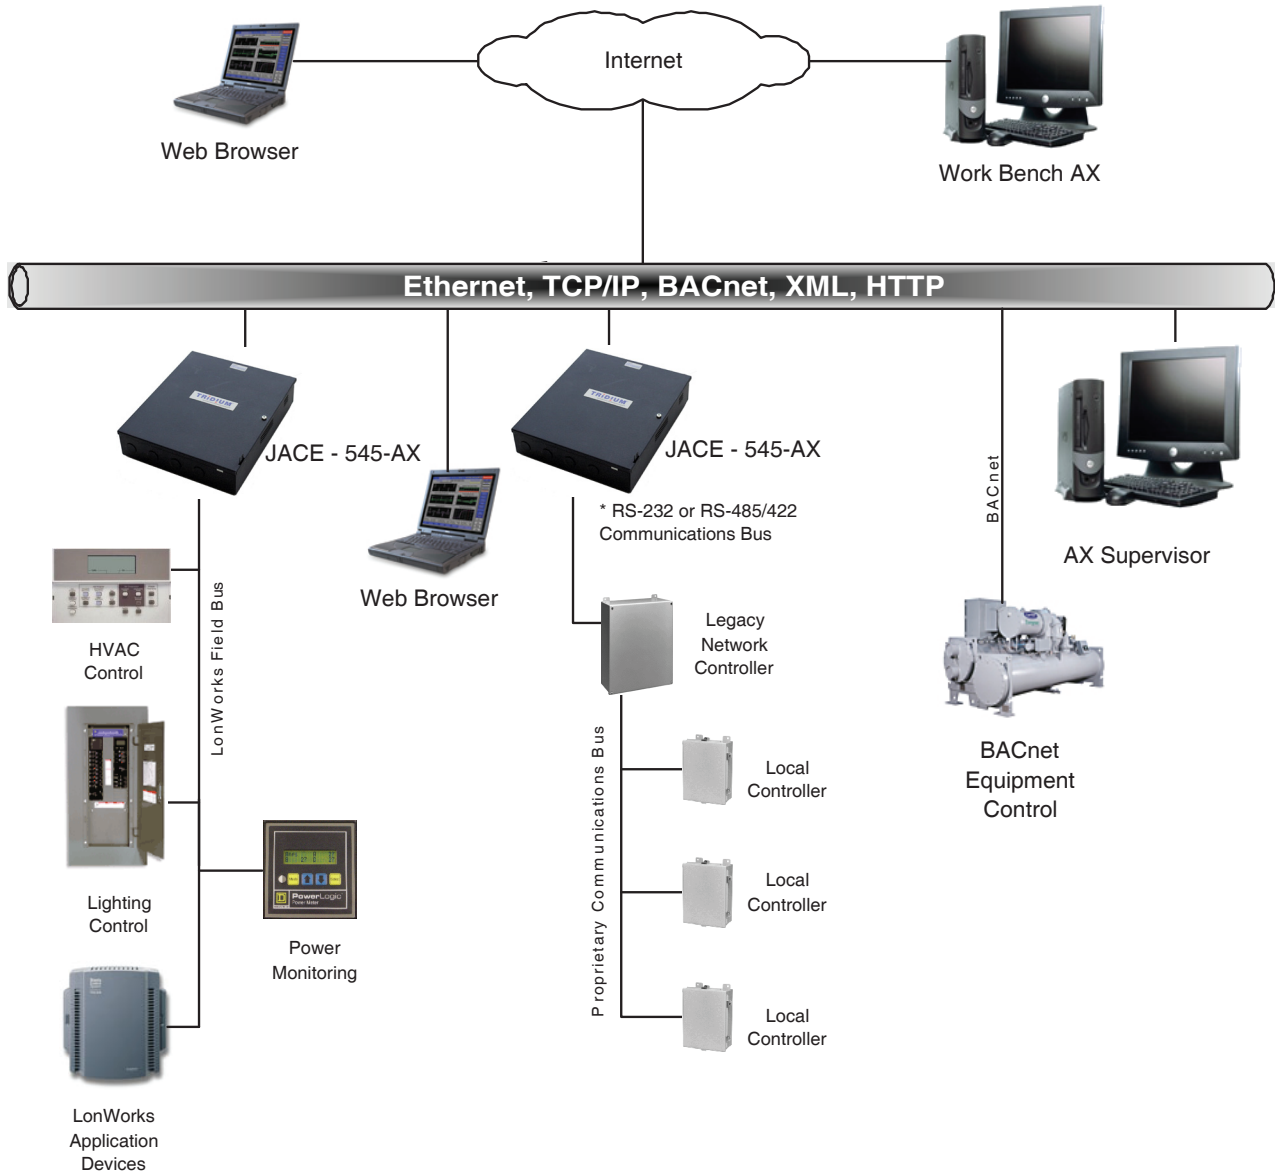 Internet
Web Browser
Work Bench AX
Ethernet, TCP/IP, BACnet, XML, HTTP
TRIDIUM
TRIDIUM
JACE - 545-AX
JACE - 545-AX
* RS-232 or RS-485/422
Communications Bus
Web Browser
BACnet
AX Supervisor
LonWorks Field Bus
HVAC
Control
Legacy
Network
Controller
Proprietary Communications Bus
Local
Controller
BACnet
Equipment
Control
PowerLogic
Power Meter
Lighting
Control
Local
Controller
Power
Monitoring
Local
Controller
LonWorks
Application
Devices